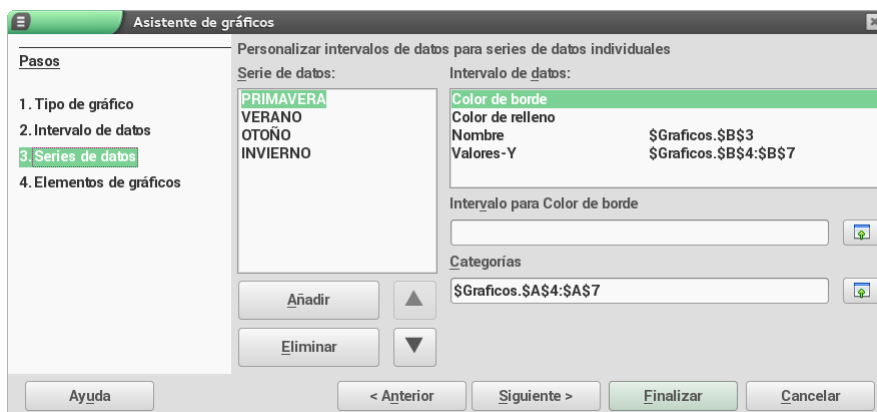 Asistente de gráficos
Pasos
1. Tipo de gráfico
2. Intervalo de datos
3. Series de datos
4. Elementos de gráficos
Personalizar intervalos de datos para series de datos individuales
Serie de datos:
PRIMAVERA
VERANO
OTOÑO
INVIERNO
Añadir
Eliminar
Intervalo de datos:
Color de borde
Color de relleno
Nombre $Graficos.$B$3
Valores-Y $Graficos.$B$4:$B$7
Intervalo para Color de borde
Categorías
$Graficos.$A$4:$A$7
Ayuda
< Anterior
Siguiente >
Finalizar
Cancelar